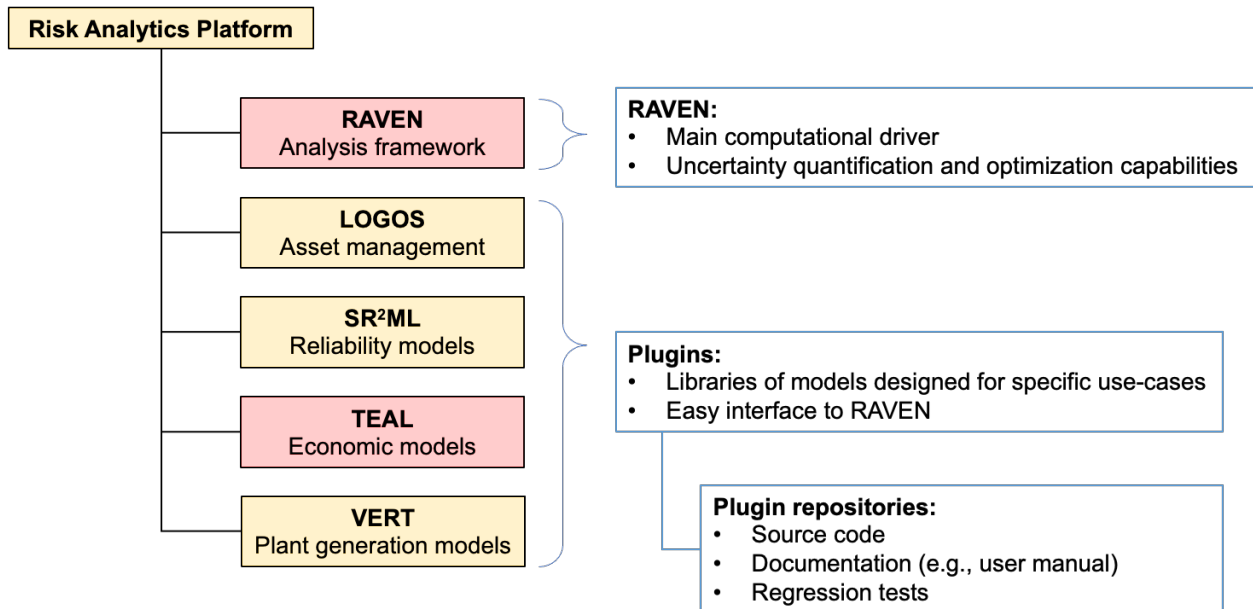 Risk Analytics Platform
RAVEN
Analysis framework
LOGOS
Asset management
SR²ML
Reliability models
TEAL
Economic models
VERT
Plant generation models
RAVEN:
• Main computational driver
• Uncertainty quantification and optimization capabilities
Plugins:
• Libraries of models designed for specific use-cases
• Easy interface to RAVEN
Plugin repositories:
• Source code
• Documentation (e.g., user manual)
• Regression tests